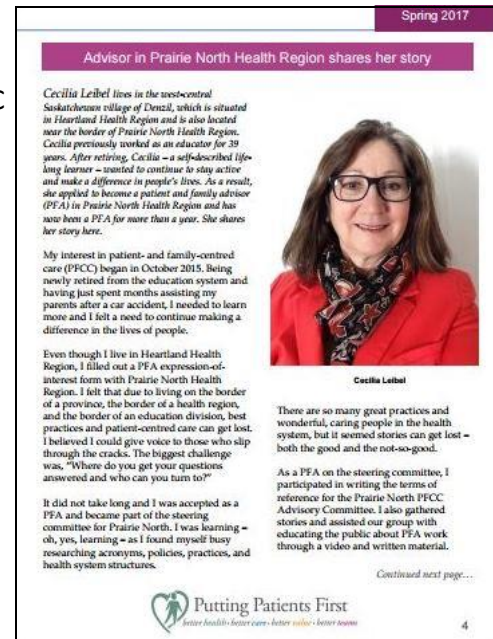 C
Spring 2017
Advisor in Prairie North Health Region shares her story
Cecilia Leibel lives in the west-central
Saskatchewan village of Denzil, which is situated
in Heartland Health Region and is also located
near the border of Prairie North Health Region.
Cecilia previously worked as an educator for 39
years. After retiring, Cecilia – a self-described life-
long learner – wanted to continue to stay active
and make a difference in people's lives. As a result,
she applied to become a patient and family advisor
(PFA) in Prairie North Health Region and has
now been a PFA for more than a year. She shares
her story here.
My interest in patient- and family-centred
care (PFCC) began in October 2015. Being
newly retired from the education system and
having just spent months assisting my
parents after a car accident, I needed to learn
more and I felt a need to continue making a
difference in the lives of people.
Even though I live in Heartland Health
Region, I filled out a PFA expression-of-
interest form with Prairie North Health
Region. I felt that due to living on the border
of a province, the border of a health region,
and the border of an education division, best
practices and patient-centred care can get lost.
I believed I could give voice to those who slip
through the cracks. The biggest challenge
was, "Where do you get your questions
answered and who can you turn to?"
It did not take long and I was accepted as a
PFA and became part of the steering
committee for Prairie North. I was learning –
oh, yes, learning – as I found myself busy
researching acronyms, policies, practices, and
health system structures.
Cecilia Leibel
There are so many great practices and
wonderful, caring people in the health
system, but it seemed stories can get lost –
both the good and the not-so-good.
As a PFA on the steering committee, I
participated in writing the terms of
reference for the Prairie North PFCC
Advisory Committee. I also gathered
stories and assisted our group with
educating the public about PFA work
through a video and written material.
Continued next page…
Putting Patients First
better health · better care · better value · better teams
4